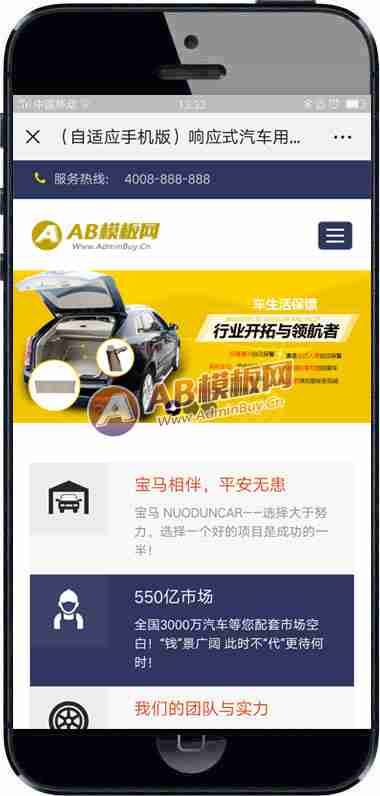 中国移动
13:33
（自适应手机版）响应式汽车用...
服务热线: 4008-888-888
AB模板网
Www.AdminBuy.Cn
车生活保镖
行业开拓与领航者
AB模板网
Www.AdminBuy.Cn
宝马相伴，平安无患
宝马 NUODUNCAR——选择大于努
力，选择一个好的项目是成功的一
半！
550亿市场
全国3000万汽车等您配套市场空
白！“钱”景广阔 此时不“代”更待何
时！
我们的团队与实力